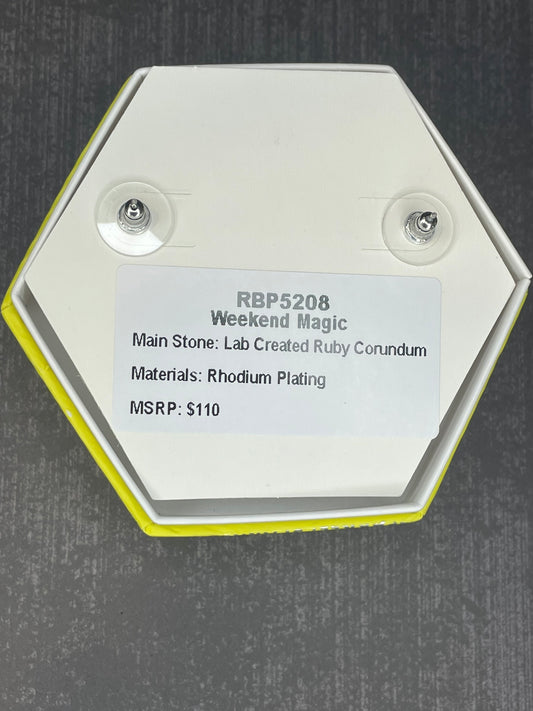 RBP5208
Weekend Magic
Main Stone: Lab Created Ruby Corundum
Materials: Rhodium Plating
MSRP: $110